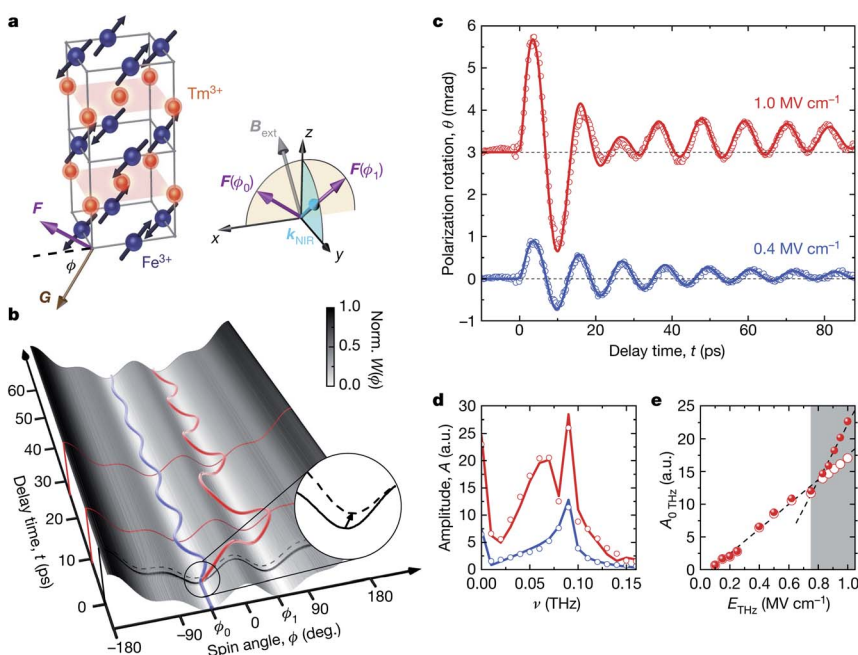 a
Tm³⁺
F
ϕ
Fe³⁺
G
B_ext
z
F(ϕ₀)
F(ϕ₁)
x
k_NIR
y
b
1.0
0.5
0.0
Norm. W(ϕ)
60
50
40
30
20
10
0
Delay time, t (ps)
−180
−90
ϕ₀
0
ϕ₁
90
180
Spin angle, ϕ (deg.)
c
6
5
4
3
2
1
0
−1
Polarization rotation, θ (mrad)
1.0 MV cm⁻¹
0.4 MV cm⁻¹
0 20 40 60 80
Delay time, t (ps)
d
30
25
20
15
10
5
0
Amplitude, A (a.u.)
0.00 0.05 0.10 0.15
ν (THz)
e
25
20
15
10
5
0
A₀ THz (a.u.)
0.2 0.4 0.6 0.8 1.0
E_THz (MV cm⁻¹)